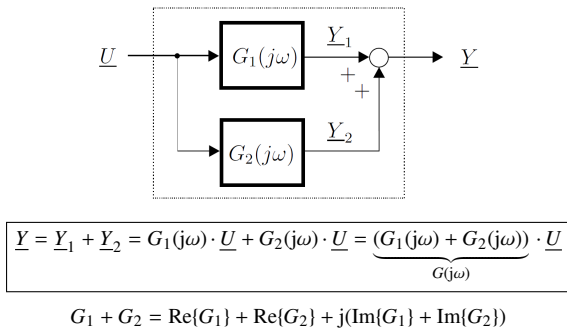 U
G₁(jω)
Y₁
+
+
Y
G₂(jω)
Y₂
Y = Y₁ + Y₂ = G₁(jω) · U + G₂(jω) · U = (G₁(jω) + G₂(jω)) · U
G(jω)
G₁ + G₂ = Re{G₁} + Re{G₂} + j(Im{G₁} + Im{G₂})